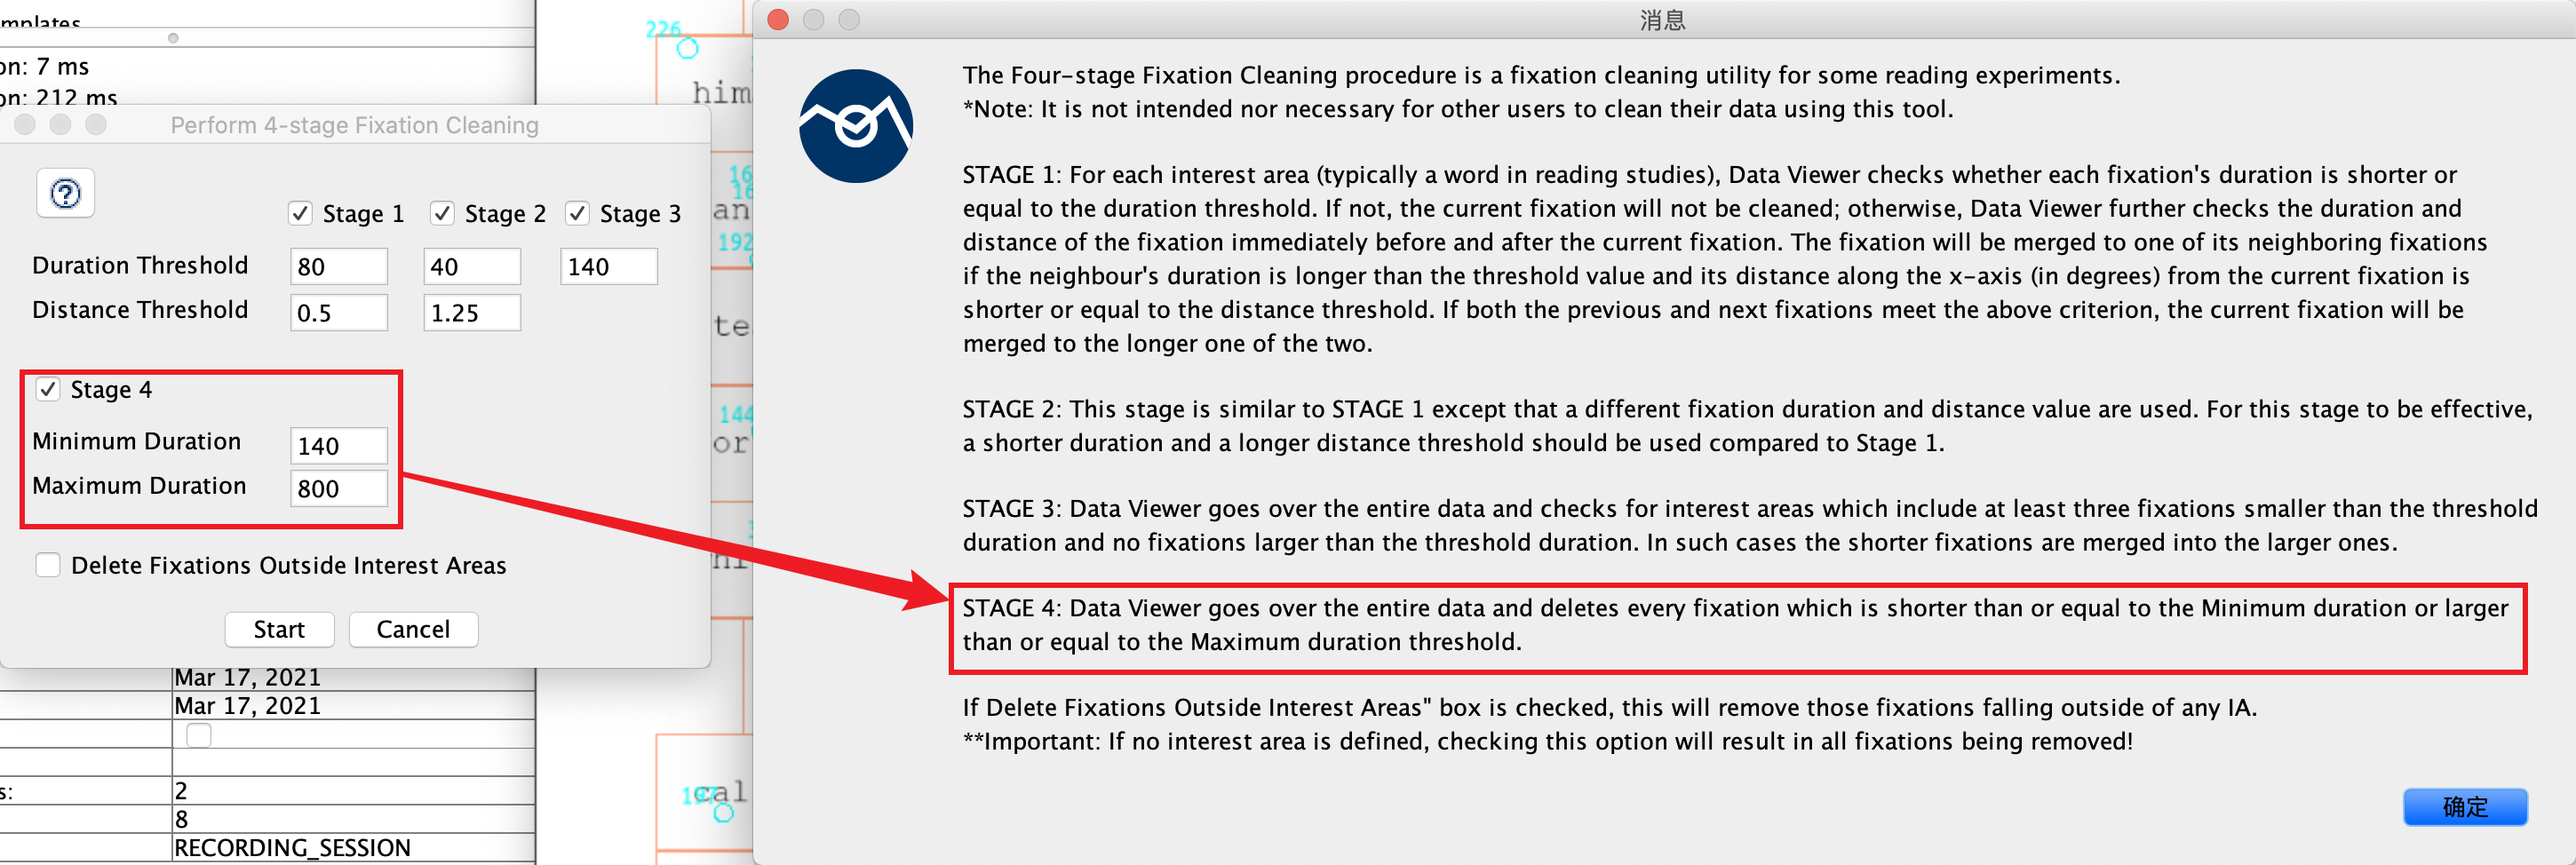 on: 7 ms
on: 212 ms
Perform 4-stage Fixation Cleaning
?
Stage 1 Stage 2 Stage 3
Duration Threshold 80 40 140
Distance Threshold 0.5 1.25
Stage 4
Minimum Duration 140
Maximum Duration 800
Delete Fixations Outside Interest Areas
Start Cancel
Mar 17, 2021
Mar 17, 2021
s: 2
8
RECORDING_SESSION
226
him
an
192
te
144
or
cal
消息
The Four-stage Fixation Cleaning procedure is a fixation cleaning utility for some reading experiments.
*Note: It is not intended nor necessary for other users to clean their data using this tool.
STAGE 1: For each interest area (typically a word in reading studies), Data Viewer checks whether each fixation's duration is shorter or
equal to the duration threshold. If not, the current fixation will not be cleaned; otherwise, Data Viewer further checks the duration and
distance of the fixation immediately before and after the current fixation. The fixation will be merged to one of its neighboring fixations
if the neighbour's duration is longer than the threshold value and its distance along the x-axis (in degrees) from the current fixation is
shorter or equal to the distance threshold. If both the previous and next fixations meet the above criterion, the current fixation will be
merged to the longer one of the two.
STAGE 2: This stage is similar to STAGE 1 except that a different fixation duration and distance value are used. For this stage to be effective,
a shorter duration and a longer distance threshold should be used compared to Stage 1.
STAGE 3: Data Viewer goes over the entire data and checks for interest areas which include at least three fixations smaller than the threshold
duration and no fixations larger than the threshold duration. In such cases the shorter fixations are merged into the larger ones.
STAGE 4: Data Viewer goes over the entire data and deletes every fixation which is shorter than or equal to the Minimum duration or larger
than or equal to the Maximum duration threshold.
If Delete Fixations Outside Interest Areas" box is checked, this will remove those fixations falling outside of any IA.
**Important: If no interest area is defined, checking this option will result in all fixations being removed!
确定